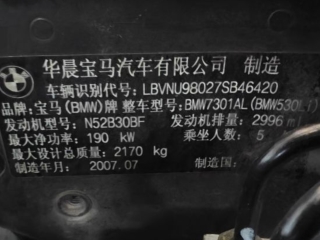 华晨宝马汽车有限公司 制造
车辆识别代号: LBVNU98027SB46420
品牌: 宝马(BMW)牌 整车型号: BMW7301AL (BMW530Li)
发动机型号: N52B30BF 发动机排量: 2996 ml
最大净功率: 190 kW 乘坐人数: 5
最大设计总质量: 2170 kg
制造年月: 2007.07 制造国: